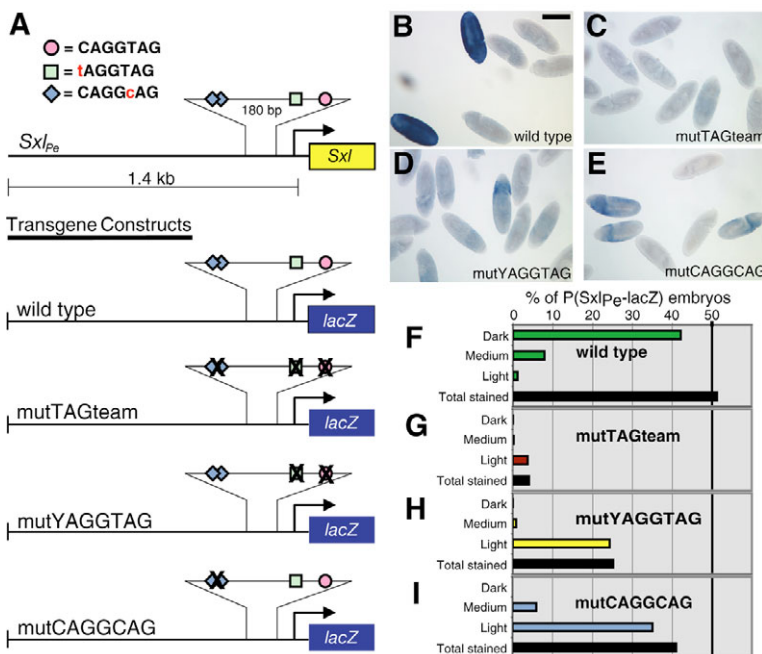 A
= CAGGTAG
= tAGGTAG
= CAGGcAG
180 bp
SxlPe
Sxl
1.4 kb
Transgene Constructs
wild type
lacZ
mutTAGteam
lacZ
mutYAGGTAG
lacZ
mutCAGGCAG
lacZ
B
wild type
C
mutTAGteam
D
mutYAGGTAG
E
mutCAGGCAG
% of P(SxlPe-lacZ) embryos
0 10 20 30 40 50
F
wild type
Dark
Medium
Light
Total stained
G
mutTAGteam
Dark
Medium
Light
Total stained
H
mutYAGGTAG
Dark
Medium
Light
Total stained
I
mutCAGGCAG
Dark
Medium
Light
Total stained